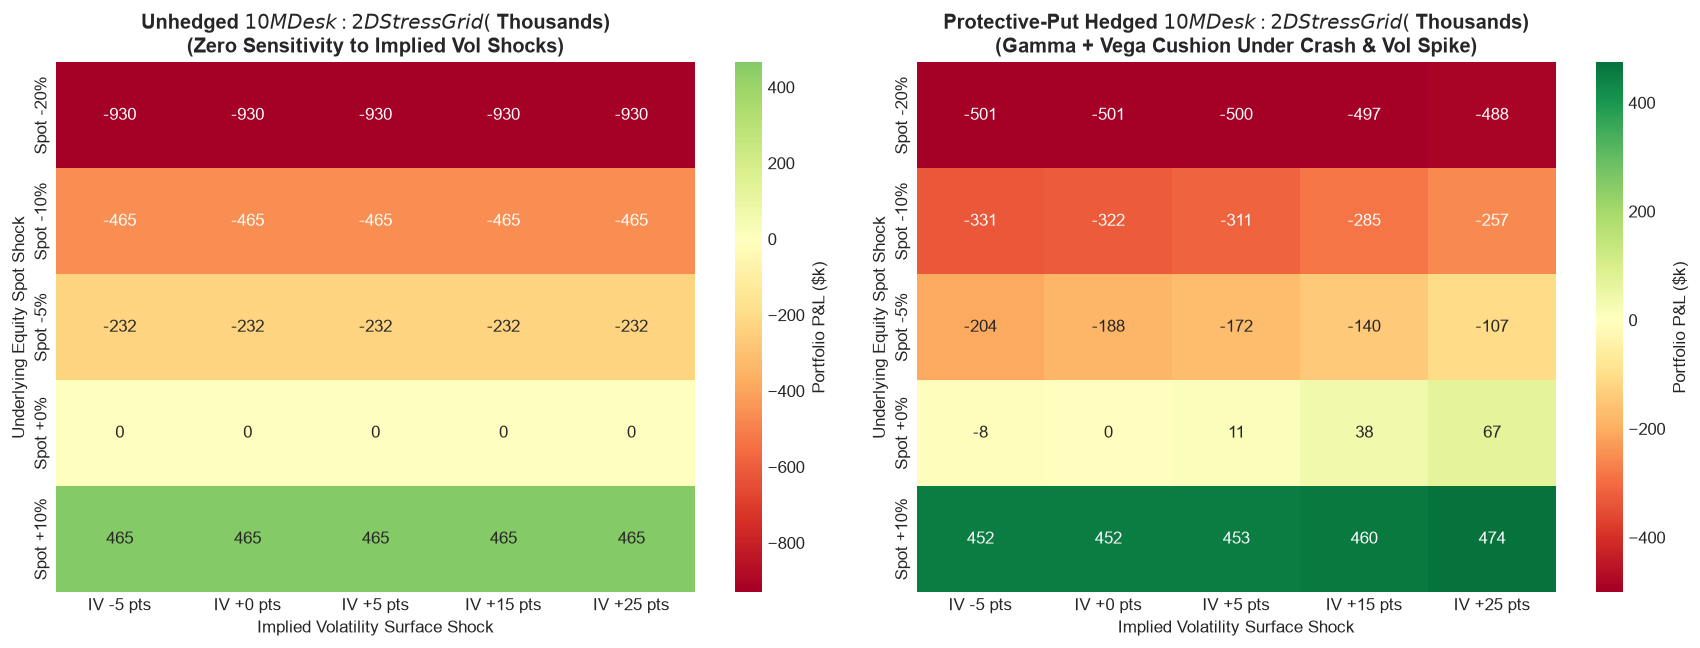 Unhedged 10MDesk:2DStressGrid( Thousands)
(Zero Sensitivity to Implied Vol Shocks)
Underlying Equity Spot Shock
Spot -20%
-930 -930 -930 -930 -930
Spot -10%
-465 -465 -465 -465 -465
Spot -5%
-232 -232 -232 -232 -232
Spot +0%
0 0 0 0 0
Spot +10%
465 465 465 465 465
IV -5 pts IV +0 pts IV +5 pts IV +15 pts IV +25 pts
Implied Volatility Surface Shock
400
200
0
−200
−400
−600
−800
Portfolio P&L ($k)
Protective-Put Hedged 10MDesk:2DStressGrid( Thousands)
(Gamma + Vega Cushion Under Crash & Vol Spike)
Underlying Equity Spot Shock
Spot -20%
-501 -501 -500 -497 -488
Spot -10%
-331 -322 -311 -285 -257
Spot -5%
-204 -188 -172 -140 -107
Spot +0%
-8 0 11 38 67
Spot +10%
452 452 453 460 474
IV -5 pts IV +0 pts IV +5 pts IV +15 pts IV +25 pts
Implied Volatility Surface Shock
400
200
0
−200
−400
Portfolio P&L ($k)